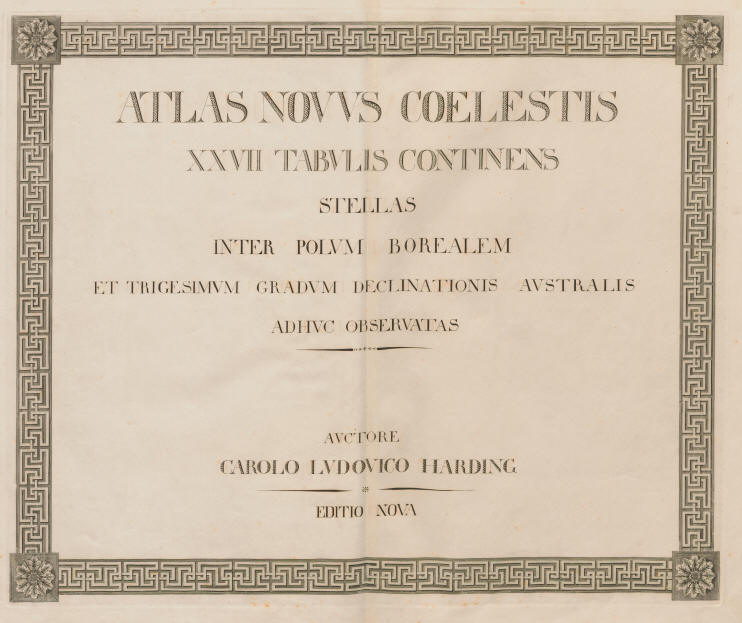 ATLAS NOVVS COELESTIS
XXVII TABVLIS CONTINENS
STELLAS
INTER POLVM BOREALEM
ET TRIGESIMVM GRADVM DECLINATIONIS AVSTRALIS
ADHVC OBSERVATAS
AVCTORE
CAROLO LVDOVICO HARDING
EDITIO NOVA